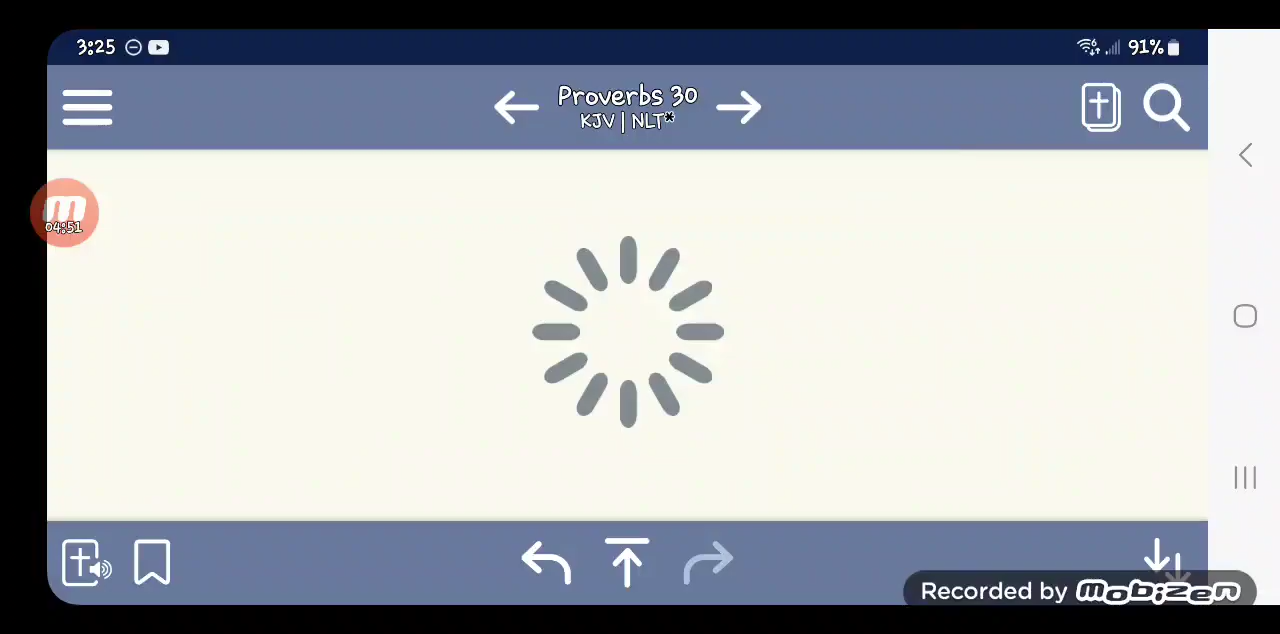 3:25
91%
Proverbs 30
KJV | NLT*
m
04:51
Recorded by mobizen